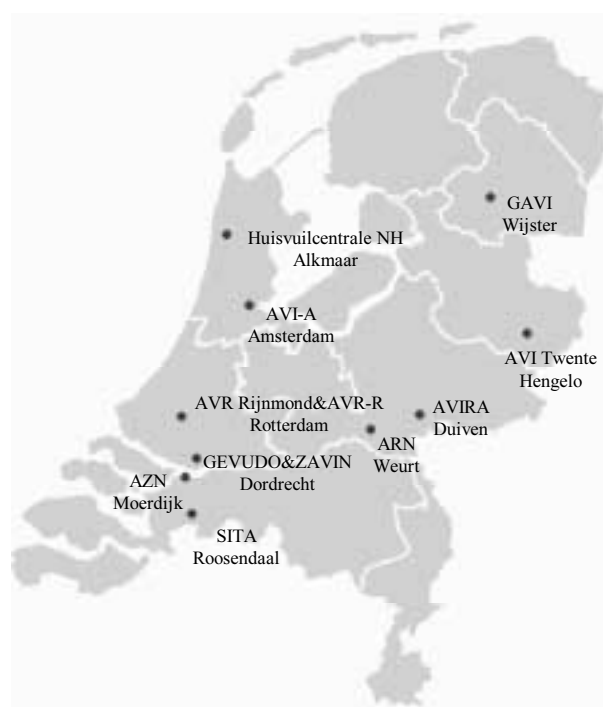 GAVI
Wijster
Huisvuilcentrale NH
Alkmaar
AVI-A
Amsterdam
AVI Twente
Hengelo
AVR Rijnmond&AVR-R
Rotterdam
AVIRA
Duiven
ARN
Weurt
GEVUDO&ZAVIN
Dordrecht
AZN
Moerdijk
SITA
Roosendaal